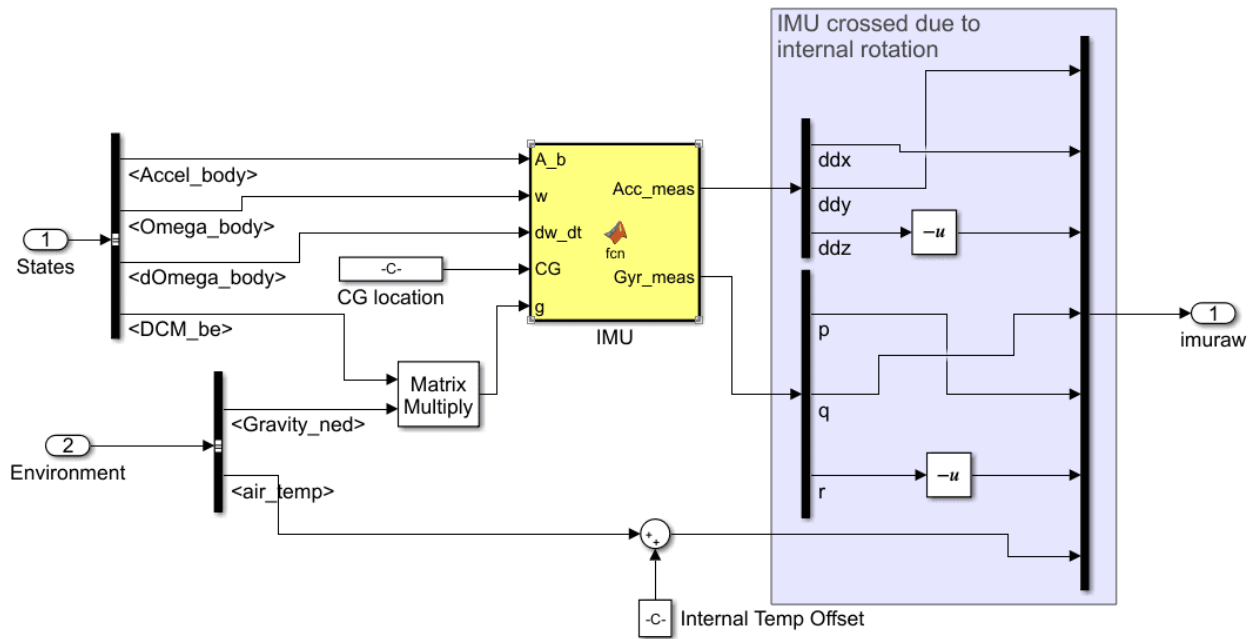 IMU crossed due to
internal rotation
<Accel_body>
<Omega_body>
<dOmega_body>
<DCM_be>
1
States
-C-
CG location
A_b
w
dw_dt
CG
g
Acc_meas
fcn
Gyr_meas
IMU
Matrix
Multiply
2
Environment
<Gravity_ned>
<air_temp>
+
+
-C-
Internal Temp Offset
ddx
ddy
ddz
-u
p
q
r
-u
1
imuraw